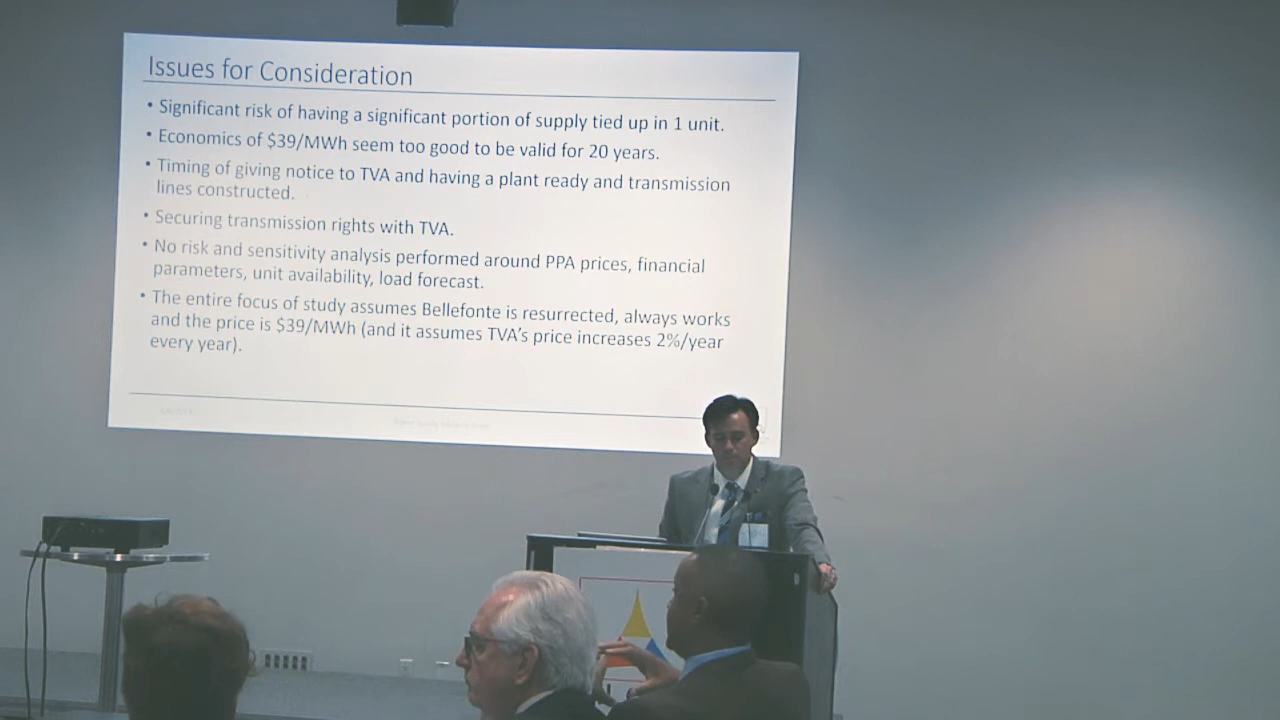 Issues for Consideration
• Significant risk of having a significant portion of supply tied up in 1 unit.
• Economics of $39/MWh seem too good to be valid for 20 years.
• Timing of giving notice to TVA and having a plant ready and transmission
lines constructed.
• Securing transmission rights with TVA.
• No risk and sensitivity analysis performed around PPA prices, financial
parameters, unit availability, load forecast.
• The entire focus of study assumes Bellefonte is resurrected, always works
and the price is $39/MWh (and it assumes TVA's price increases 2%/year
every year).